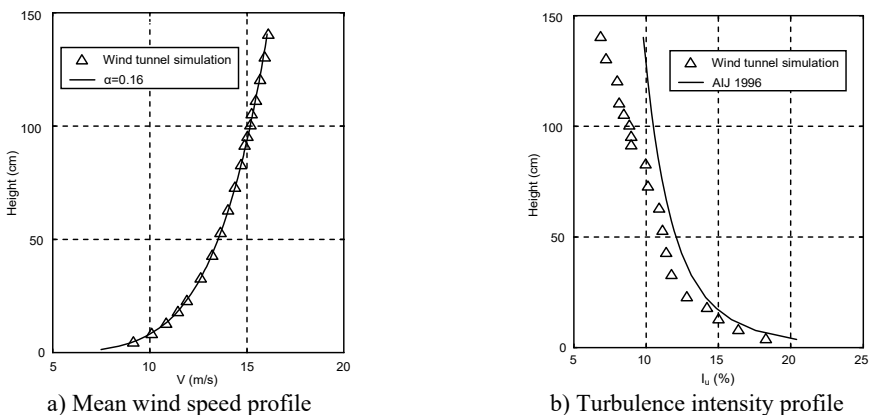 150
Wind tunnel simulation
α=0.16
100
50
0
Height (cm)
5 10 15 20
V (m/s)
a) Mean wind speed profile
150
Wind tunnel simulation
AIJ 1996
100
50
0
Height (cm)
5 10 15 20 25
Iu (%)
b) Turbulence intensity profile